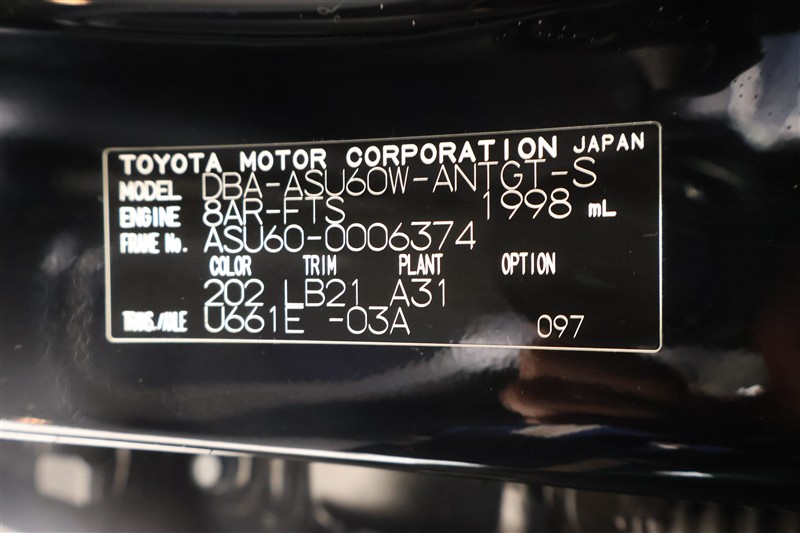 TOYOTA MOTOR CORPORATION JAPAN
MODEL DBA-ASU60W-ANTGT-S
ENGINE 8AR-FTS 1998 mL
FRAME No. ASU60-0006374
COLOR TRIM PLANT OPTION
202 LB21 A31
TRANS./AXLE U661E -03A 097